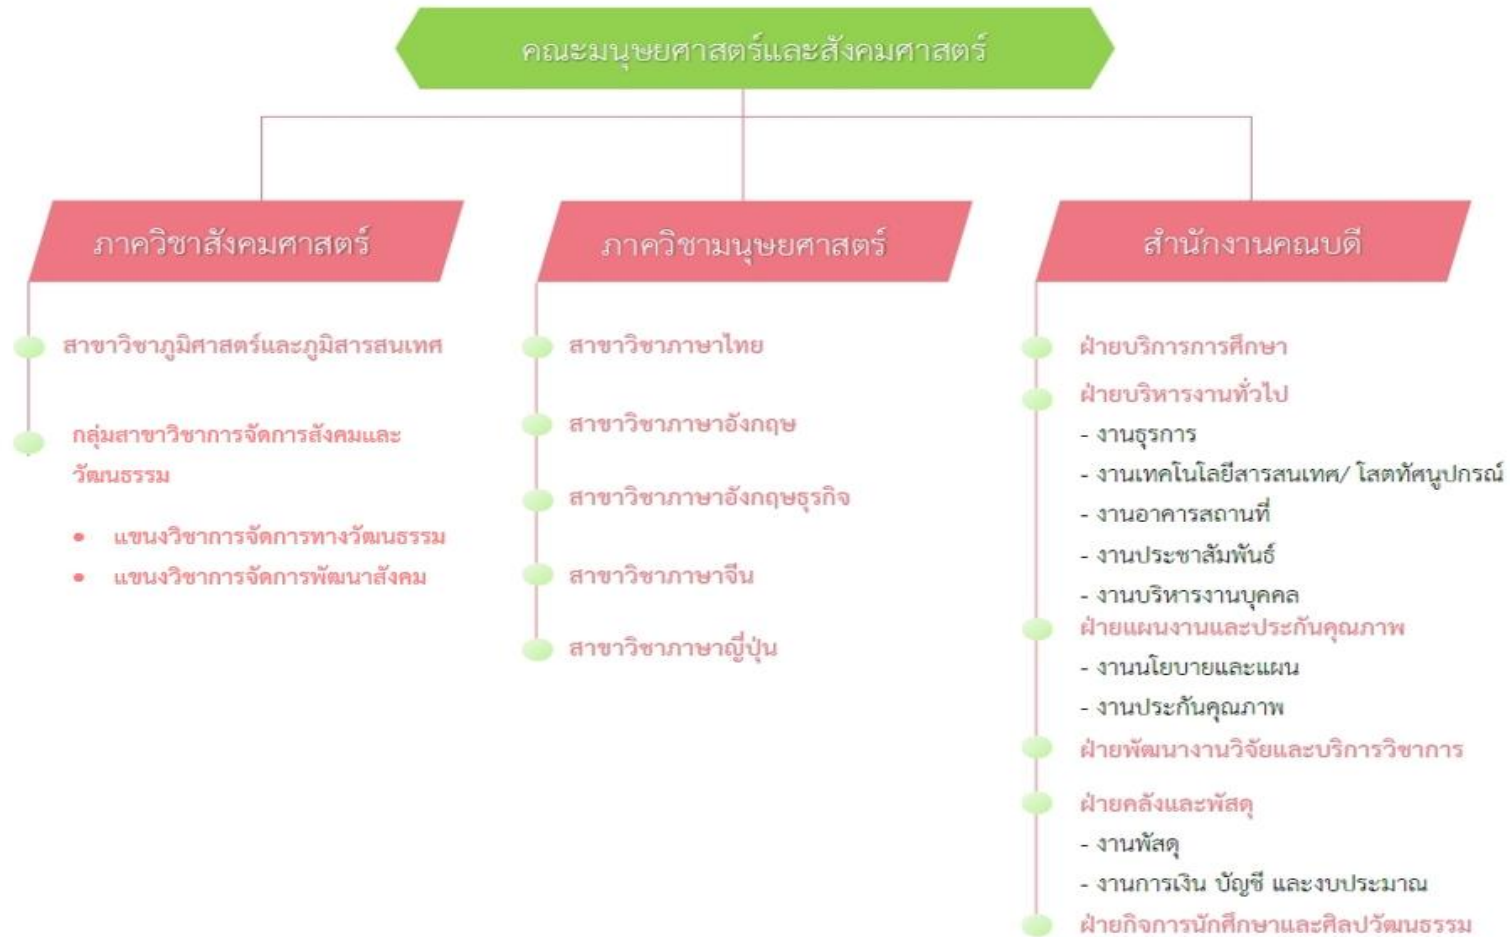 คณะมนุษยศาสตร์และสังคมศาสตร์
ภาควิชาสังคมศาสตร์
สาขาวิชาภูมิศาสตร์และภูมิสารสนเทศ
กลุ่มสาขาวิชาการจัดการสังคมและ
วัฒนธรรม
• แขนงวิชาการจัดการทางวัฒนธรรม
• แขนงวิชาการจัดการพัฒนาสังคม
ภาควิชามนุษยศาสตร์
สาขาวิชาภาษาไทย
สาขาวิชาภาษาอังกฤษ
สาขาวิชาภาษาอังกฤษธุรกิจ
สาขาวิชาภาษาจีน
สาขาวิชาภาษาญี่ปุ่น
สำนักงานคณบดี
ฝ่ายบริการการศึกษา
ฝ่ายบริหารงานทั่วไป
- งานธุรการ
- งานเทคโนโลยีสารสนเทศ/ โสตทัศนูปกรณ์
- งานอาคารสถานที่
- งานประชาสัมพันธ์
- งานบริหารงานบุคคล
ฝ่ายแผนงานและประกันคุณภาพ
- งานนโยบายและแผน
- งานประกันคุณภาพ
ฝ่ายพัฒนางานวิจัยและบริการวิชาการ
ฝ่ายคลังและพัสดุ
- งานพัสดุ
- งานการเงิน บัญชี และงบประมาณ
ฝ่ายกิจการนักศึกษาและศิลปวัฒนธรรม